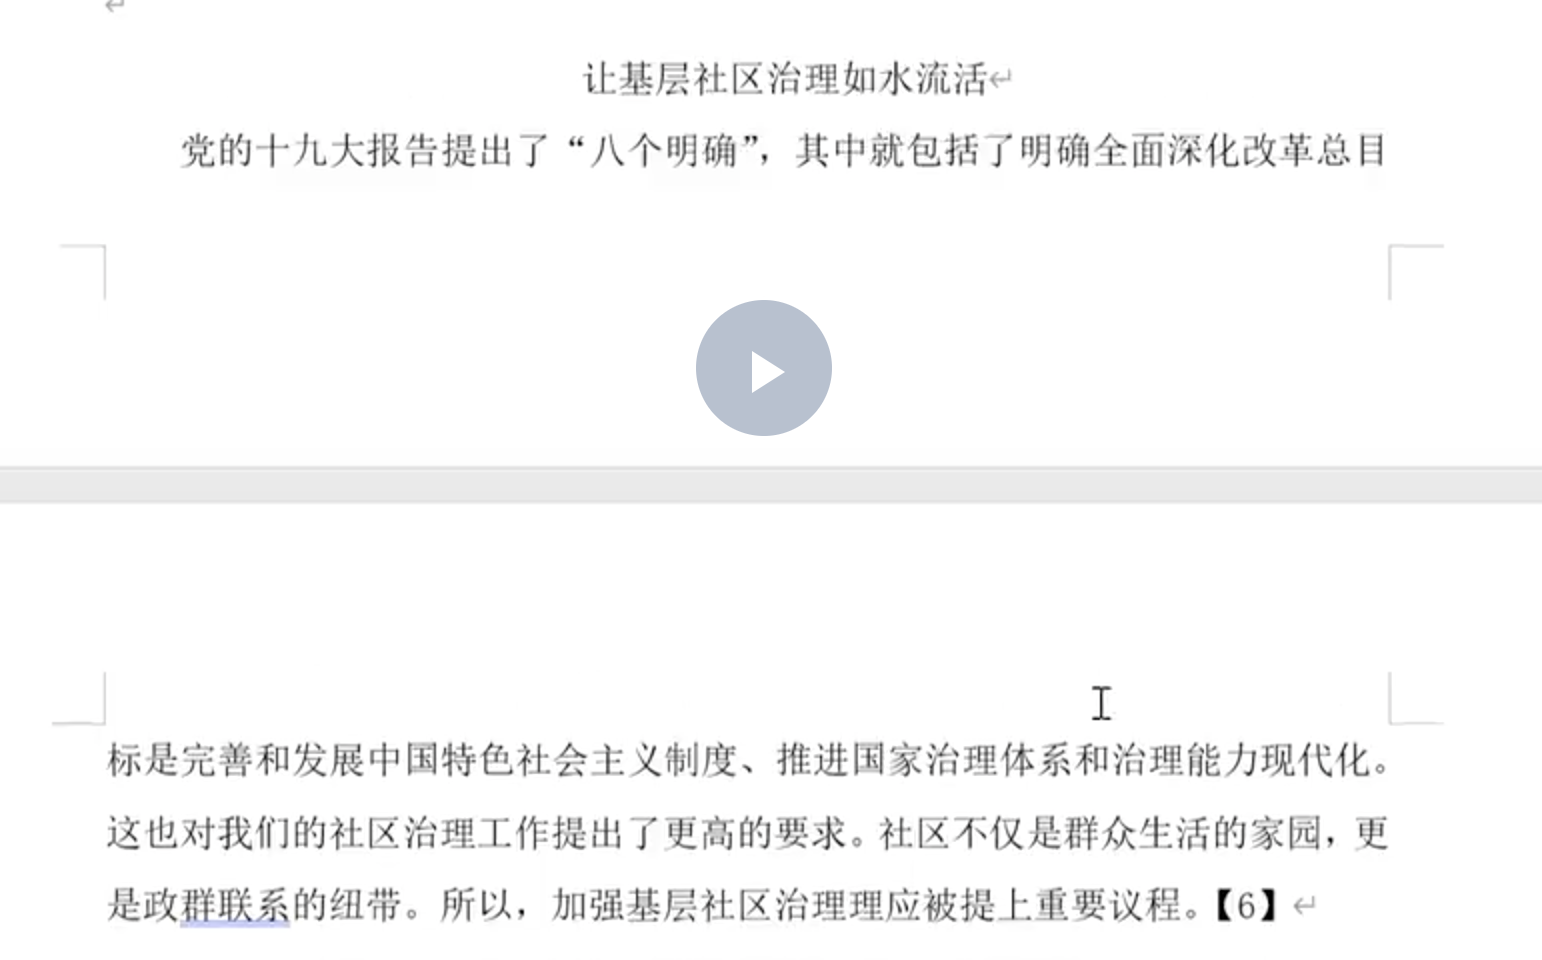 让基层社区治理如水流活
党的十九大报告提出了“八个明确”，其中就包括了明确全面深化改革总目
标是完善和发展中国特色社会主义制度、推进国家治理体系和治理能力现代化。
这也对我们的社区治理工作提出了更高的要求。社区不仅是群众生活的家园，更
是政群联系的纽带。所以，加强基层社区治理理应被提上重要议程。【6】